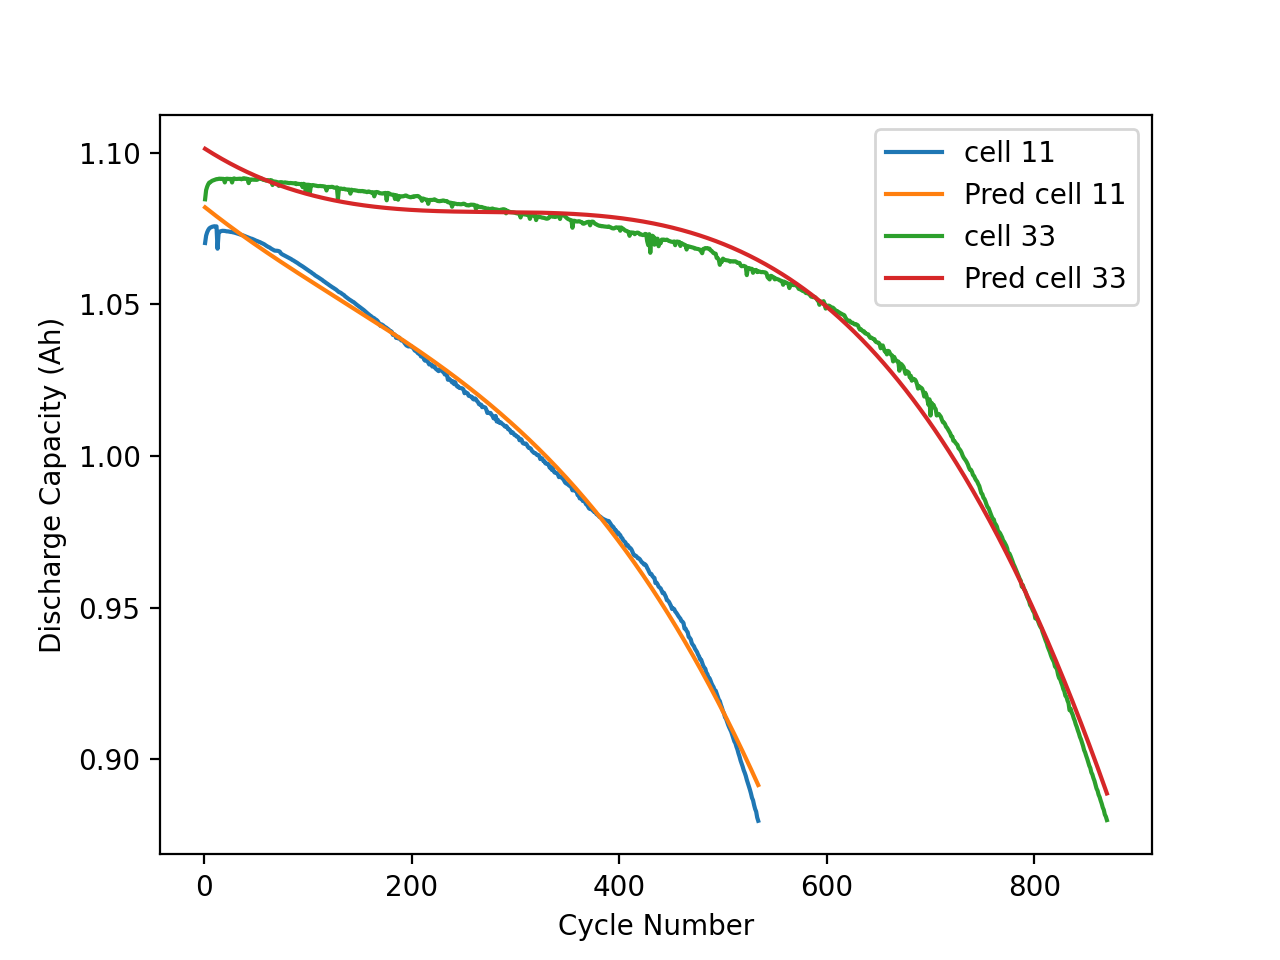 cell 11
Pred cell 11
cell 33
Pred cell 33
1.10
1.05
1.00
0.95
0.90
Discharge Capacity (Ah)
0 200 400 600 800
Cycle Number